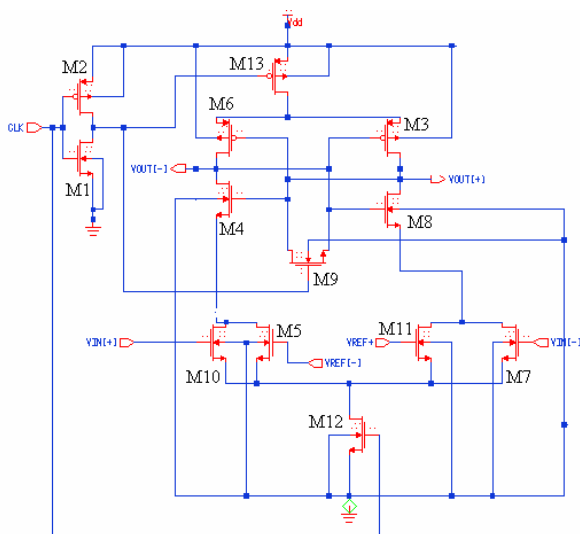 Vdd
M2
M13
M6
M3
CLK
VOUT[-]
VOUT[+]
M1
M4
M8
M9
VIN[+]
M5
VREF+
M11
VIN[-]
VREF[-]
M10
M7
M12